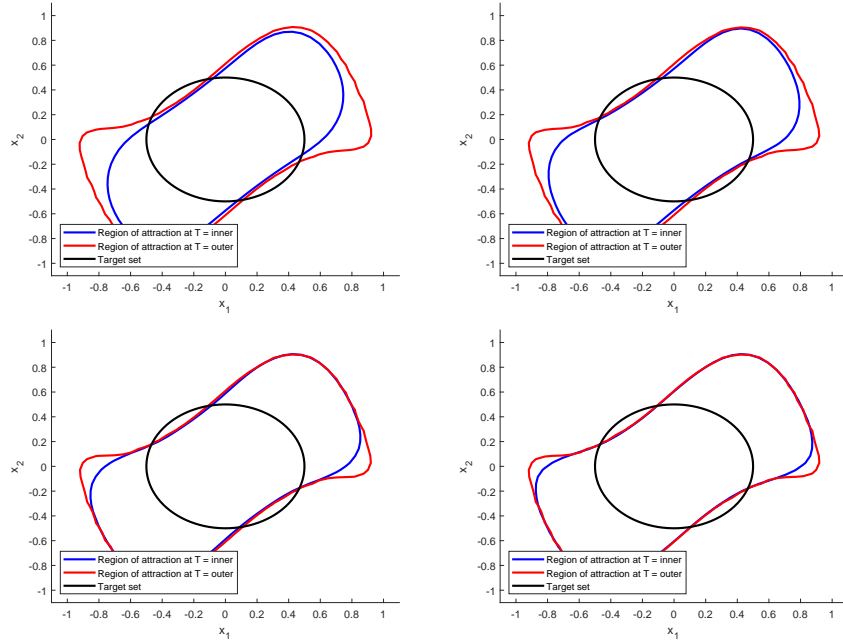 1
0.8
0.6
0.4
0.2
0
-0.2
-0.4
-0.6
-0.8
-1
x2
Region of attraction at T = inner
Region of attraction at T = outer
Target set
-1 -0.8 -0.6 -0.4 -0.2 0 0.2 0.4 0.6 0.8 1
x1
1
0.8
0.6
0.4
0.2
0
-0.2
-0.4
-0.6
-0.8
-1
x2
Region of attraction at T = inner
Region of attraction at T = outer
Target set
-1 -0.8 -0.6 -0.4 -0.2 0 0.2 0.4 0.6 0.8 1
x1
1
0.8
0.6
0.4
0.2
0
-0.2
-0.4
-0.6
-0.8
-1
x2
Region of attraction at T = inner
Region of attraction at T = outer
Target set
-1 -0.8 -0.6 -0.4 -0.2 0 0.2 0.4 0.6 0.8 1
x1
1
0.8
0.6
0.4
0.2
0
-0.2
-0.4
-0.6
-0.8
-1
x2
Region of attraction at T = inner
Region of attraction at T = outer
Target set
-1 -0.8 -0.6 -0.4 -0.2 0 0.2 0.4 0.6 0.8 1
x1